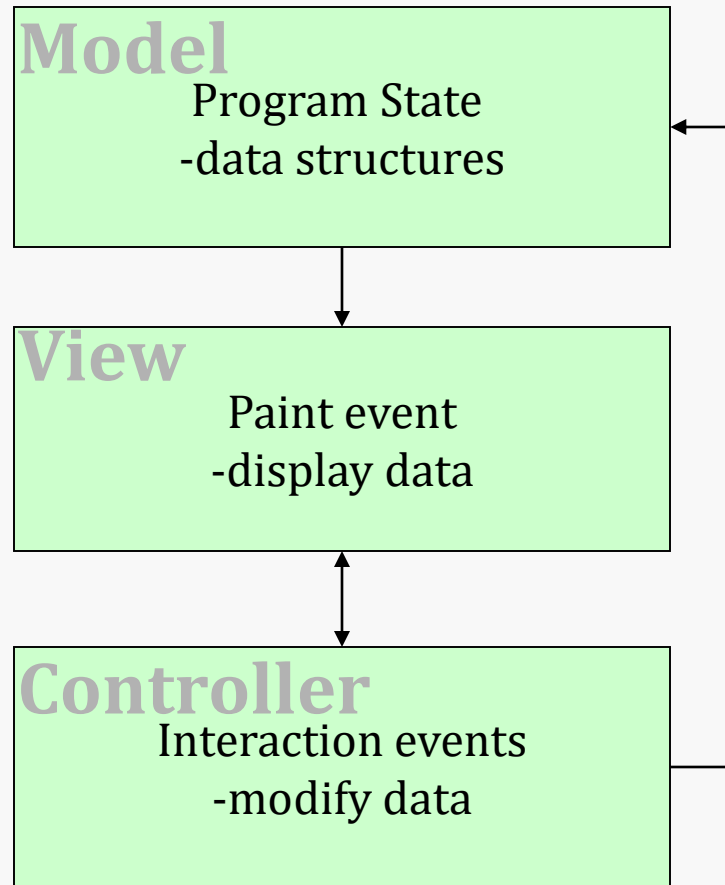 Model
Program State
-data structures
View
Paint event
-display data
Controller
Interaction events
-modify data